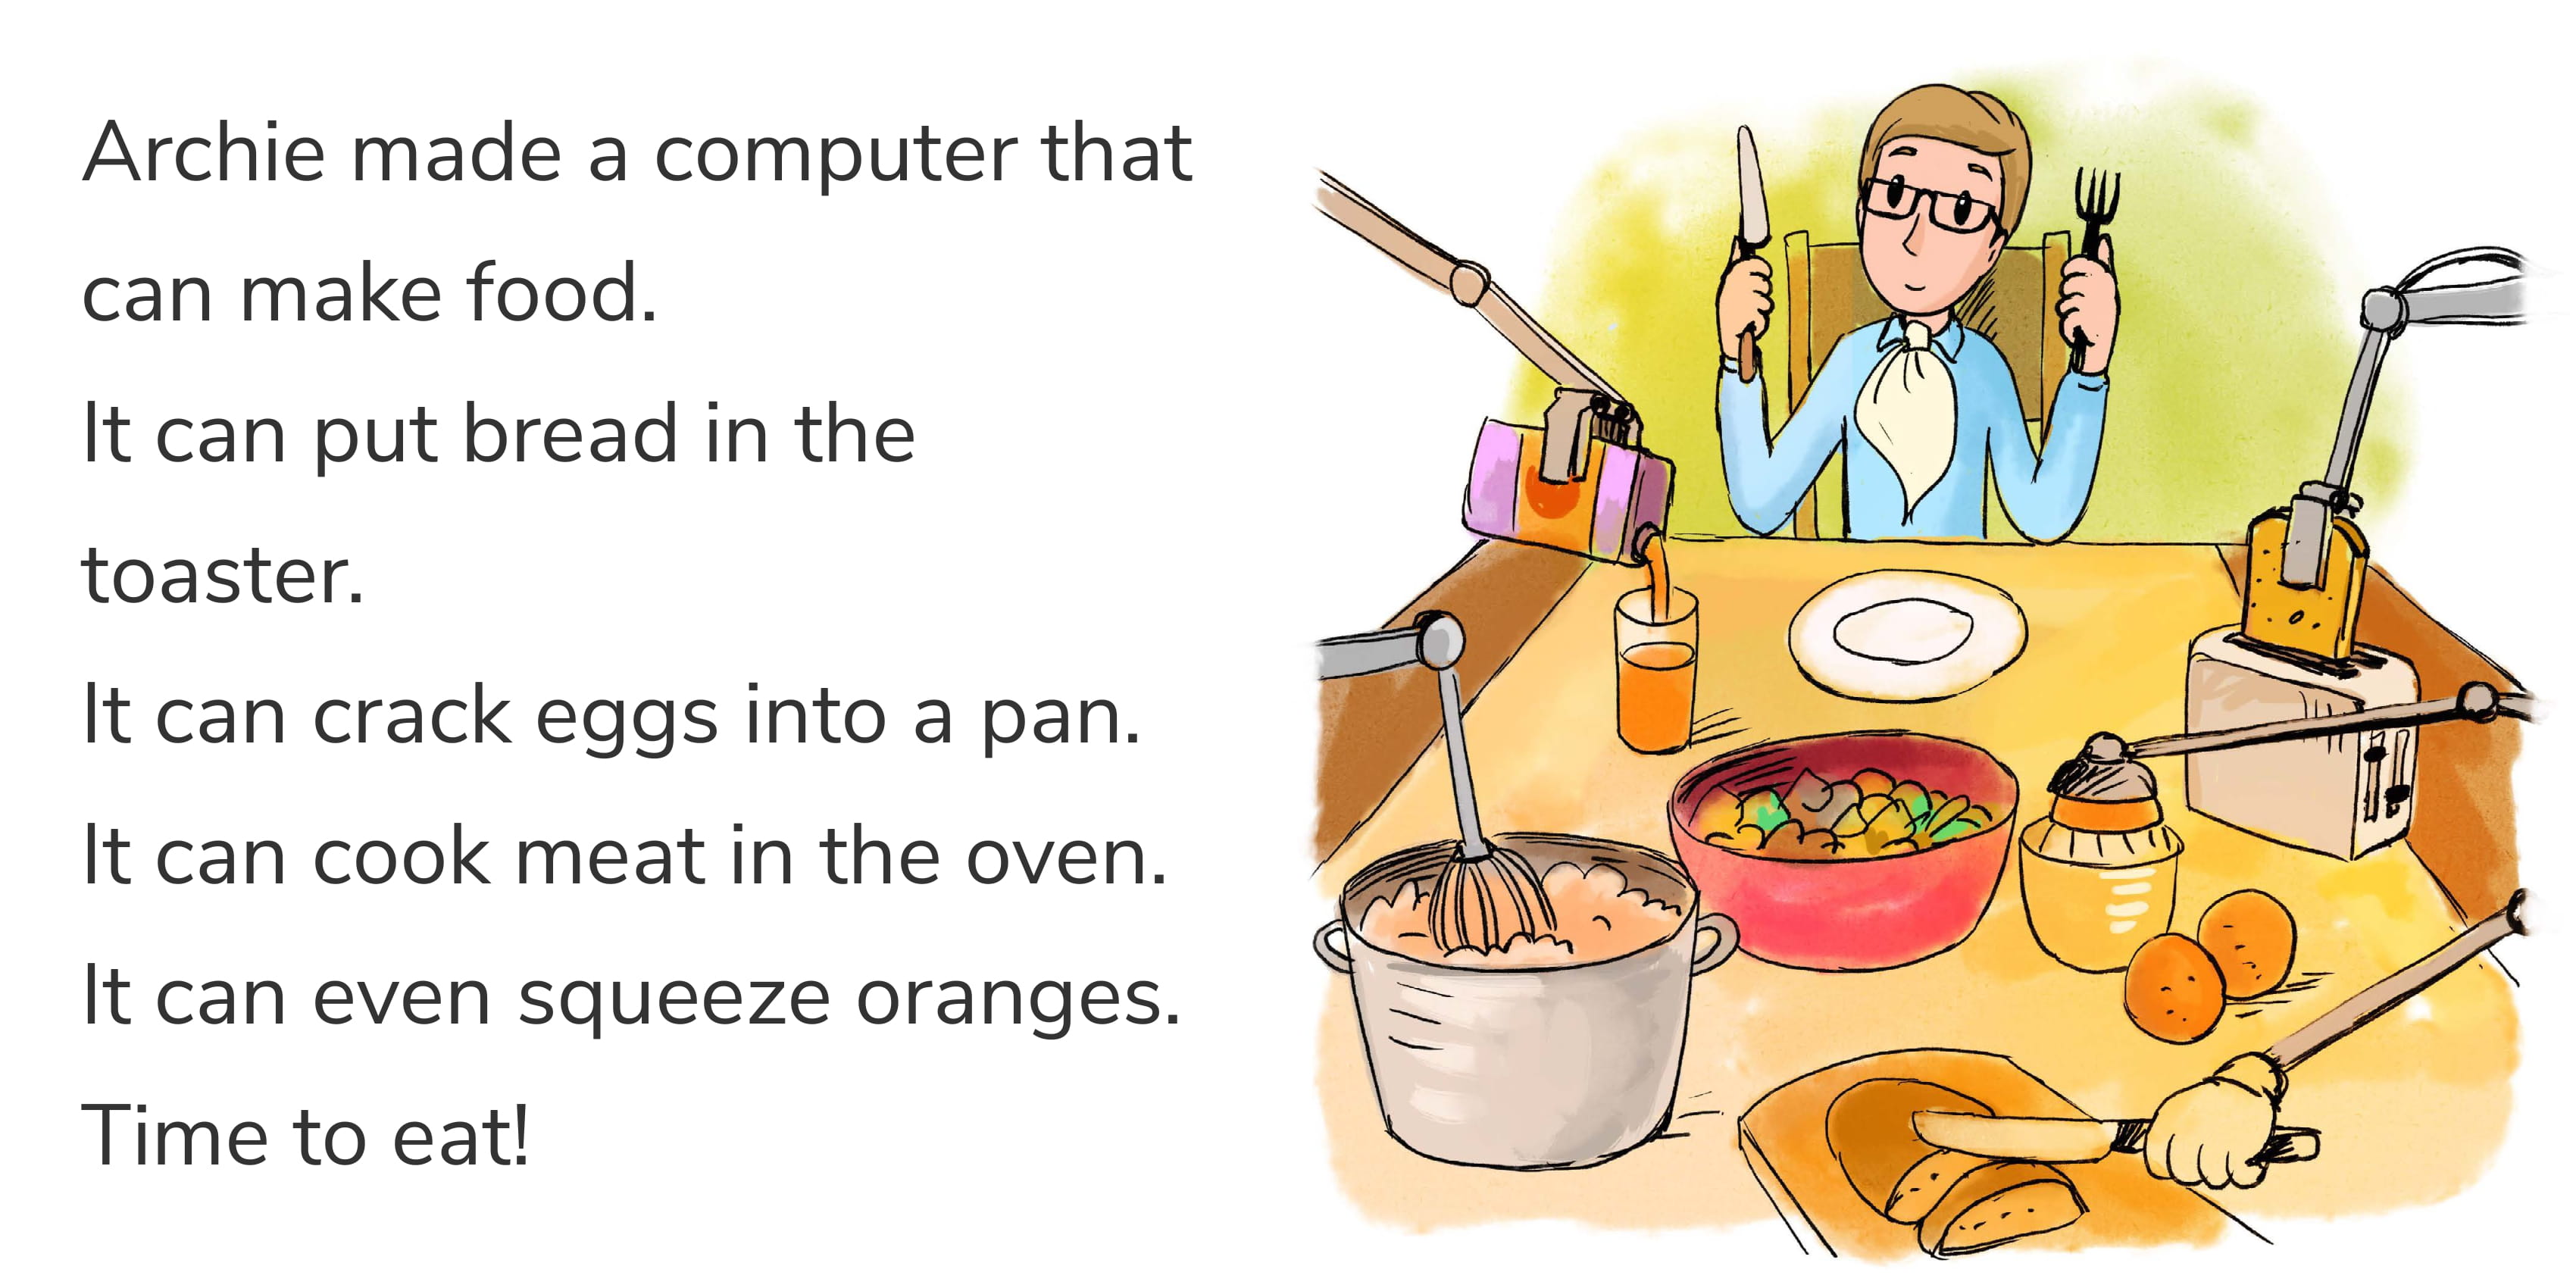 Archie made a computer that
can make food.
It can put bread in the
toaster.
It can crack eggs into a pan.
It can cook meat in the oven.
It can even squeeze oranges.
Time to eat!